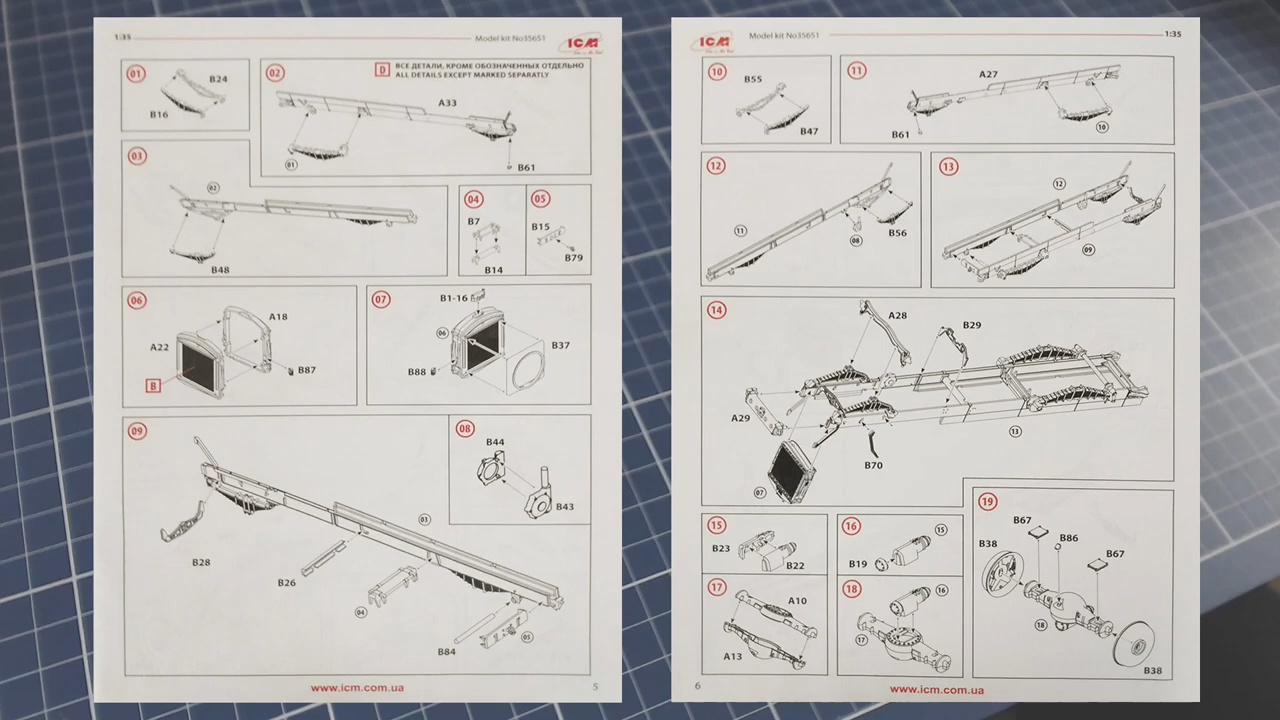 1:35
Model kit No35651
ICM
01
B24
B16
02
D
ВСЕ ДЕТАЛИ, КРОМЕ ОБОЗНАЧЕННЫХ ОТДЕЛЬНО
ALL DETAILS EXCEPT MARKED SEPARATLY
A33
01
B61
03
02
B48
04
B7
B14
05
B15
B79
06
A18
A22
B
B87
07
B1-16
06
B37
B88
09
03
B28
B26
04
B84
05
08
B44
B43
www.icm.com.ua
5
ICM
Model kit No35651
1:35
10
B55
B47
11
A27
B61
10
12
11
08
B56
13
12
09
14
A28
B29
A29
13
B70
07
15
B23
B22
16
15
B19
17
A10
A13
18
16
17
19
B67
B38
B86
B67
18
B38
6
www.icm.com.ua